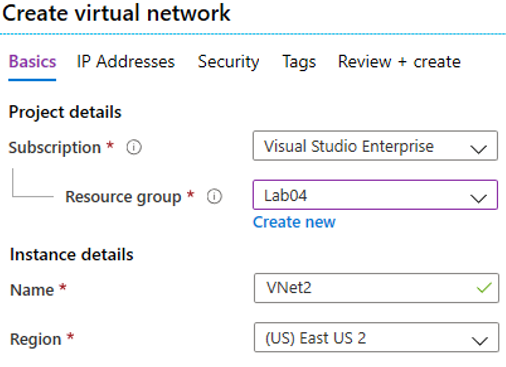 Create virtual network
Basics IP Addresses Security Tags Review + create
Project details
Subscription * Visual Studio Enterprise
Resource group * Lab04
Create new
Instance details
Name * VNet2
Region * (US) East US 2